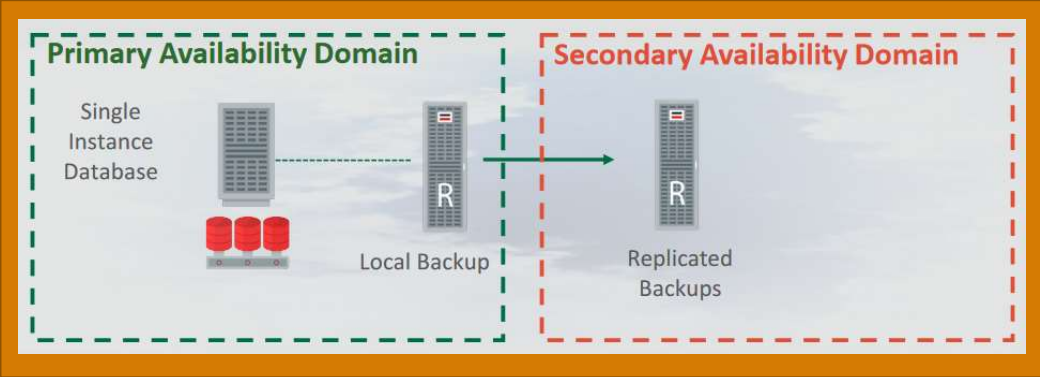 Primary Availability Domain
Secondary Availability Domain
Single
Instance
Database
R
R
Local Backup
Replicated
Backups